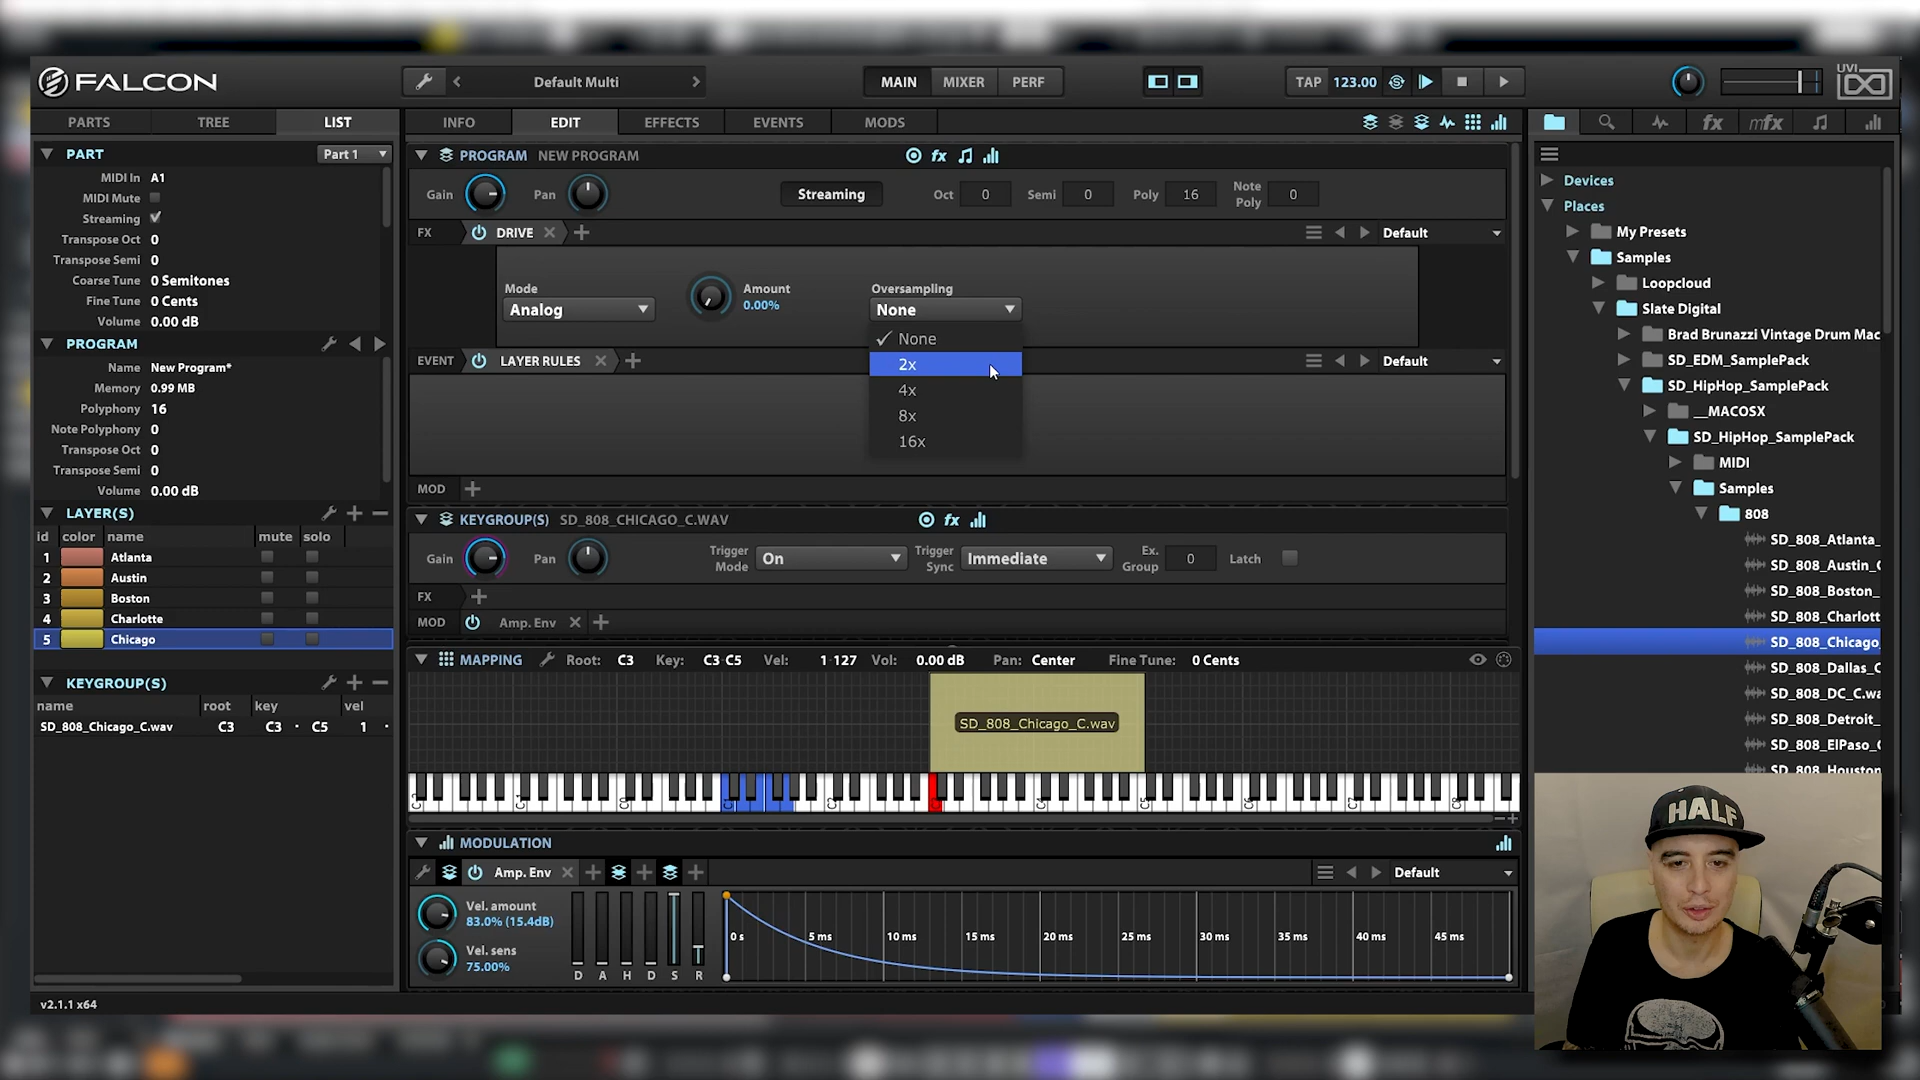 FALCON
Default Multi
MAIN MIXER PERF
TAP 123.00
UVI
PARTS TREE LIST
INFO EDIT EFFECTS EVENTS MODS
fx mfx
PART Part 1
MIDI In A1
MIDI Mute
Streaming
Transpose Oct 0
Transpose Semi 0
Coarse Tune 0 Semitones
Fine Tune 0 Cents
Volume 0.00 dB
PROGRAM
Name New Program*
Memory 0.99 MB
Polyphony 16
Note Polyphony 0
Transpose Oct 0
Transpose Semi 0
Volume 0.00 dB
LAYER(S)
id color name mute solo
1 Atlanta
2 Austin
3 Boston
4 Charlotte
5 Chicago
KEYGROUP(S)
name root key vel
SD_808_Chicago_C.wav C3 C3 · C5 1 ·
v2.1.1 x64
PROGRAM NEW PROGRAM fx
Gain Pan Streaming Oct 0 Semi 0 Poly 16 Note Poly 0
FX DRIVE Default
Mode
Analog
Amount
0.00%
Oversampling
None
None
2x
4x
8x
16x
EVENT LAYER RULES Default
MOD
KEYGROUP(S) SD_808_CHICAGO_C.WAV fx
Gain Pan Trigger Mode On Trigger Sync Immediate Ex. Group 0 Latch
FX
MOD Amp. Env
MAPPING Root: C3 Key: C3 C5 Vel: 1 127 Vol: 0.00 dB Pan: Center Fine Tune: 0 Cents
SD_808_Chicago_C.wav
MODULATION
Amp. Env Default
Vel. amount
83.0% (15.4dB)
Vel. sens
75.00%
D A H D S R
0 s 5 ms 10 ms 15 ms 20 ms 25 ms 30 ms 35 ms 40 ms 45 ms
Devices
Places
My Presets
Samples
Loopcloud
Slate Digital
Brad Brunazzi Vintage Drum Mac
SD_EDM_SamplePack
SD_HipHop_SamplePack
__MACOSX
SD_HipHop_SamplePack
MIDI
Samples
808
SD_808_Atlanta_
SD_808_Austin_C
SD_808_Boston_
SD_808_Charlott
SD_808_Chicago_
SD_808_Dallas_C
SD_808_DC_C.wa
SD_808_Detroit_
SD_808_ElPaso_C
SD_808_Houston
HALF